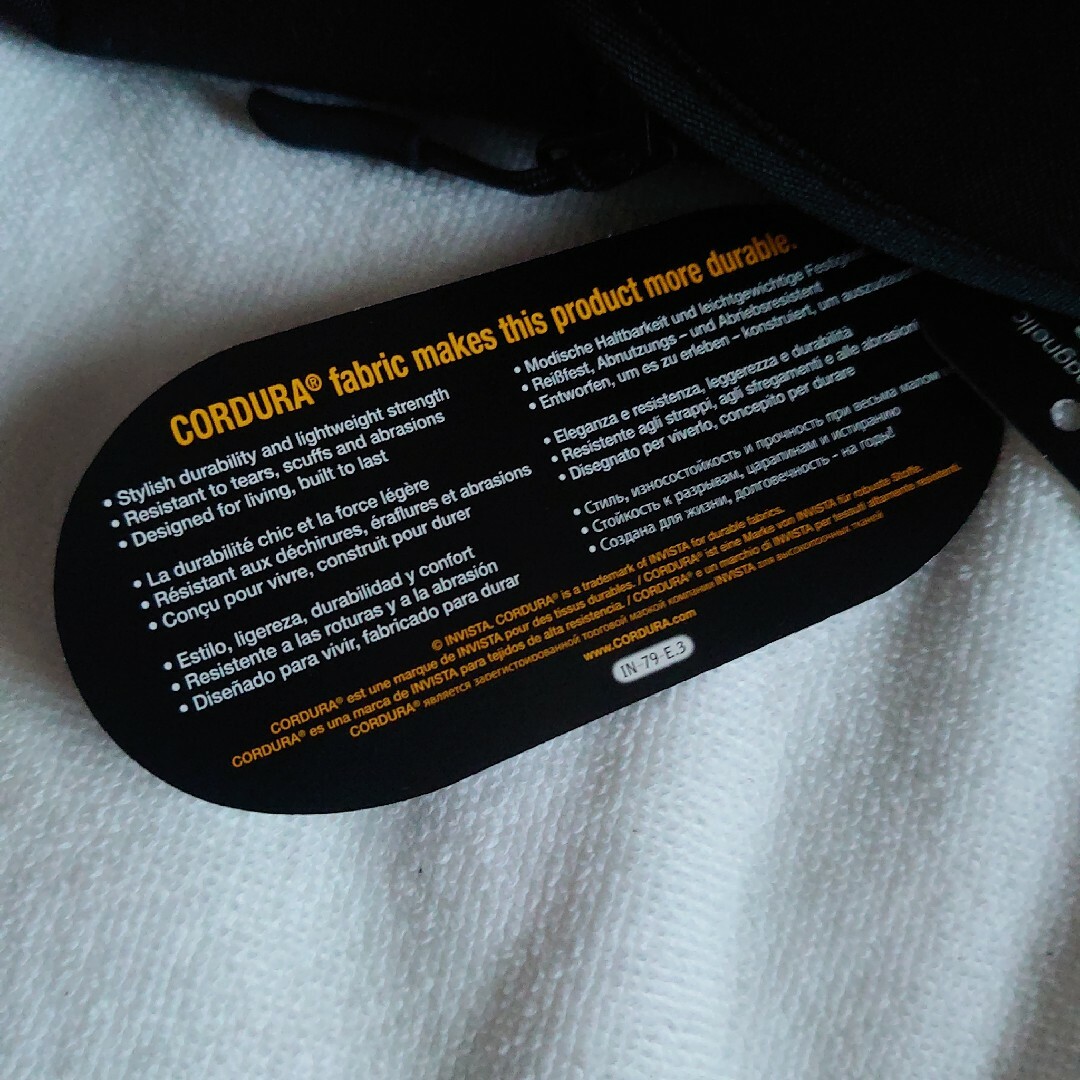 CORDURA® fabric makes this product more durable.
• Stylish durability and lightweight strength
• Resistant to tears, scuffs and abrasions
• Designed for living, built to last
• La durabilité chic et la force légère
• Résistant aux déchirures, éraflures et abrasions
• Conçu pour vivre, construit pour durer
• Estilo, ligereza, durabilidad y confort
• Resistente a las roturas y a la abrasión
• Diseñado para vivir, fabricado para durar
• Modische Haltbarkeit und leichtgewichtige
• Reißfest, Abnutzungs – und Abriebsresistent
• Entworfen, um es zu erleben – konstruiert, um
• Eleganza e resistenza, leggerezza e durabilità
• Resistente agli strappi, agli sfregamenti e alle abrasioni
• Disegnato per viverlo, concepito per durare
• Стиль, износостойкость и прочность при весьма малом
• Стойкость к разрывам, царапинам и истиранию
• Создана для жизни, долговечность – на годы!
© INVISTA. CORDURA® is a trademark of INVISTA for durable fabrics.
CORDURA® est une marque de INVISTA pour des tissus durables. / CORDURA® ist eine Marke von INVISTA für robuste Stoffe.
CORDURA® es una marca de INVISTA para tejidos de alta resistencia. / CORDURA® e un marchio di INVISTA per tessuti altamente resistenti.
CORDURA® является зарегистрированной торговой маркой компании INVISTA для высокопрочных тканей
www.CORDURA.com
IN-79-E.3